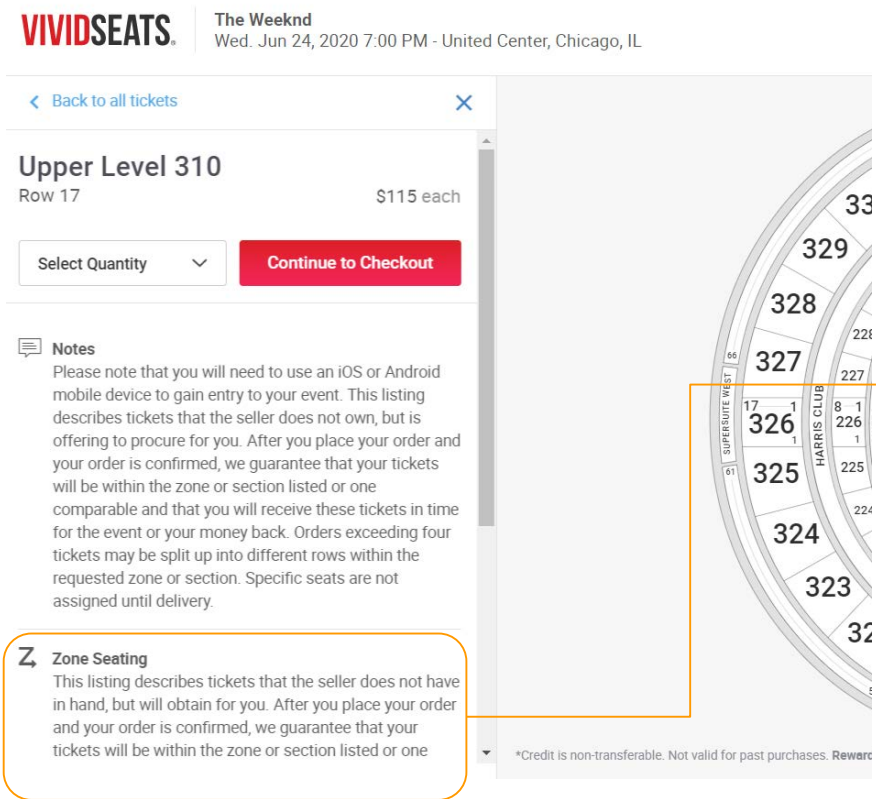 VIVIDSEATS®
The Weeknd
Wed. Jun 24, 2020 7:00 PM - United Center, Chicago, IL
Back to all tickets
Upper Level 310
Row 17
$115 each
Select Quantity
Continue to Checkout
Notes
Please note that you will need to use an iOS or Android
mobile device to gain entry to your event. This listing
describes tickets that the seller does not own, but is
offering to procure for you. After you place your order and
your order is confirmed, we guarantee that your tickets
will be within the zone or section listed or one
comparable and that you will receive these tickets in time
for the event or your money back. Orders exceeding four
tickets may be split up into different rows within the
requested zone or section. Specific seats are not
assigned until delivery.
Zone Seating
This listing describes tickets that the seller does not have
in hand, but will obtain for you. After you place your order
and your order is confirmed, we guarantee that your
tickets will be within the zone or section listed or one
33
329
328
228
66
327
227
SUPERSUITE WEST
17 1
326
1
HARRIS CLUB
8 1
226
1
61
325
225
224
324
323
32
*Credit is non-transferable. Not valid for past purchases. Reward